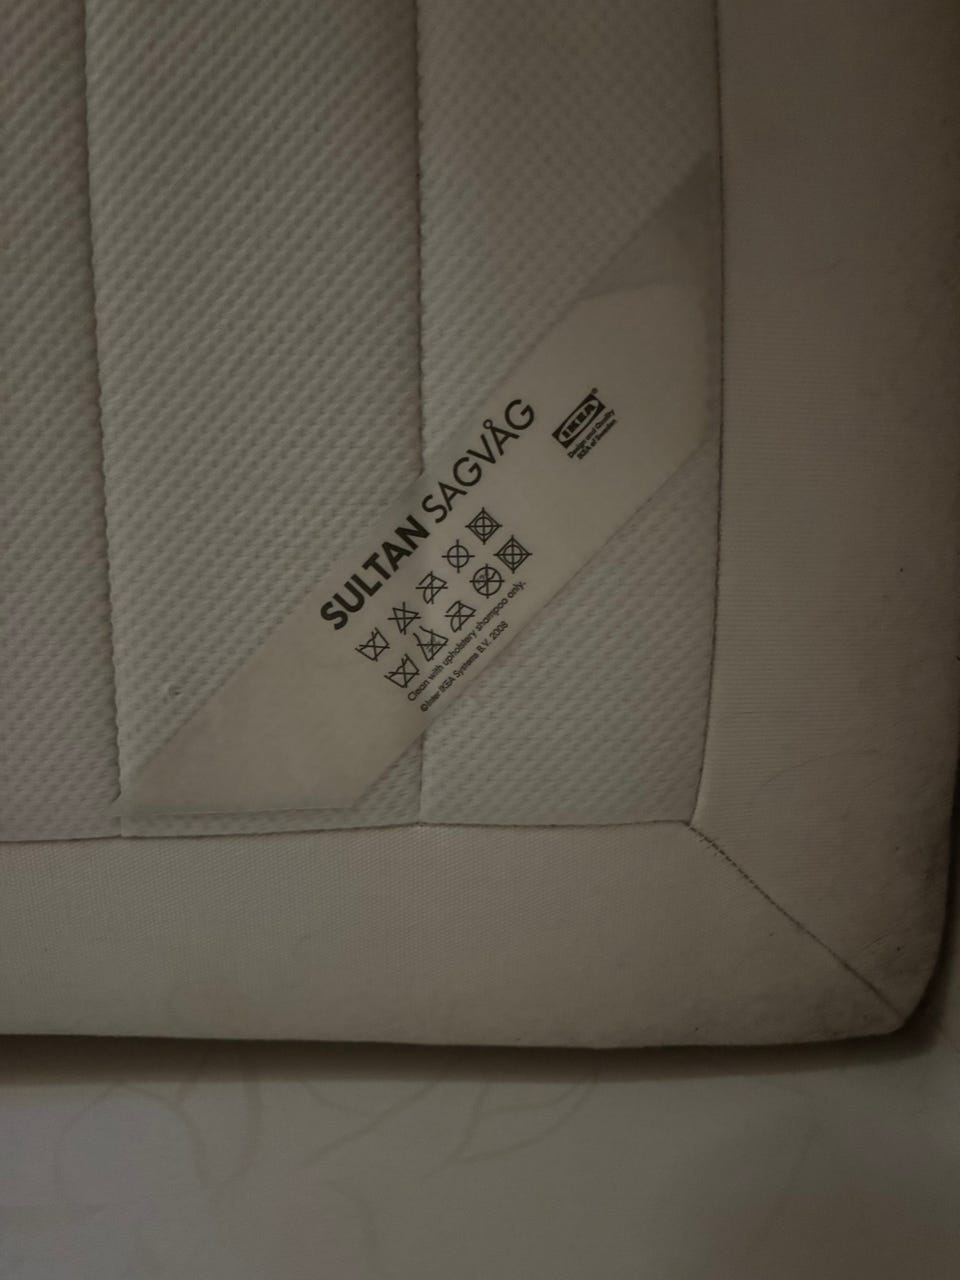 SULTAN SAGVÅG
IKEA®
Design and Quality
IKEA of Sweden
Clean with upholstery shampoo only.
©Inter IKEA Systems B.V. 2008